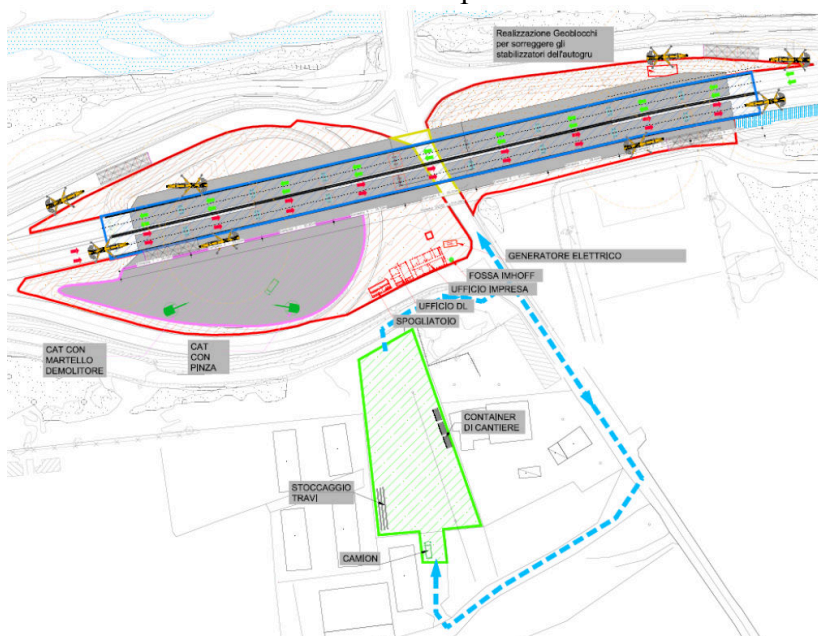 Realizzazione Geoblocchi
per sorreggere gli
stabilizzatori dell'autogru
GENERATORE ELETTRICO
FOSSA IMHOFF
UFFICIO IMPRESA
UFFICIO DL
SPOGLIATOIO
CAT CON
MARTELLO
DEMOLITORE
CAT
CON
PINZA
CONTAINER
DI CANTIERE
STOCCAGGIO
TRAVI
CAMION